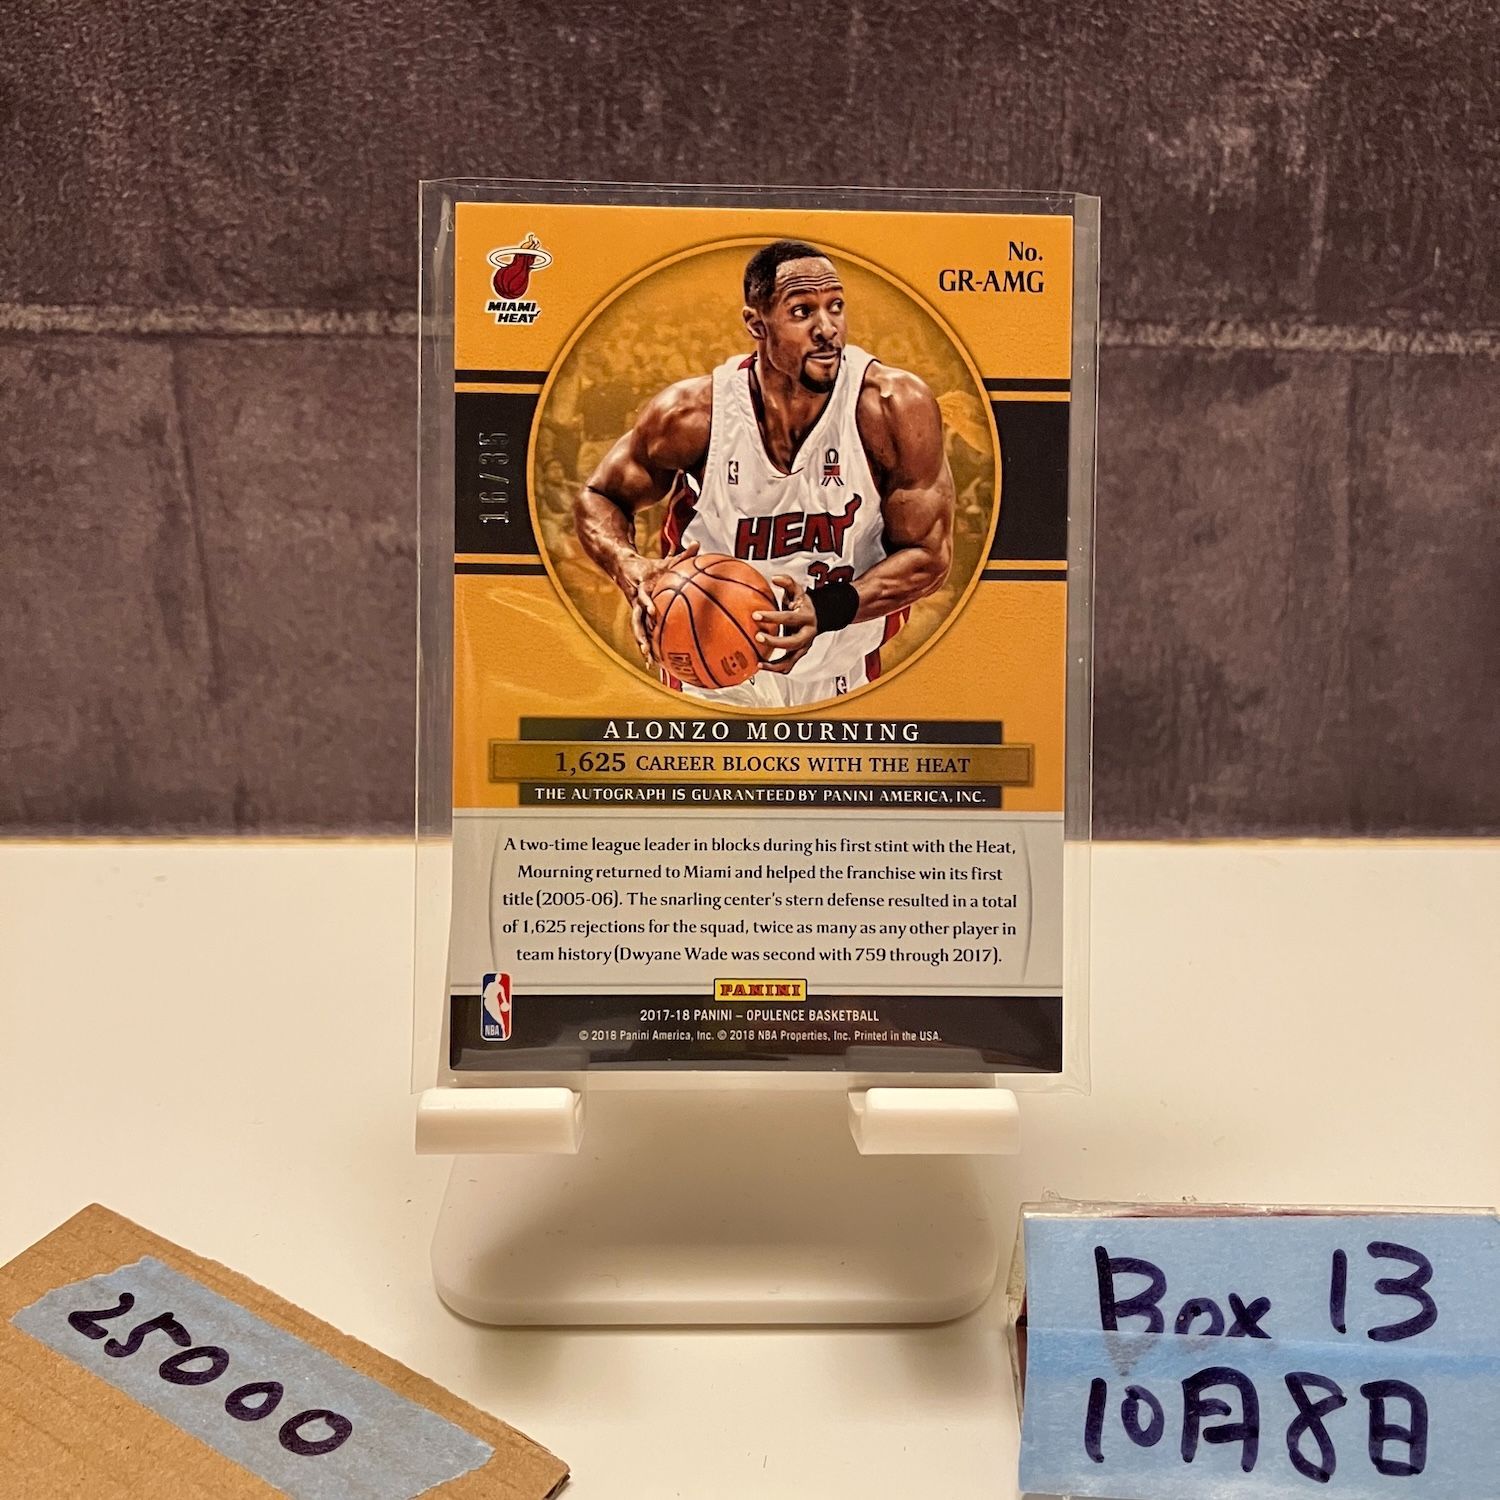 MIAMI
HEAT
No.
GR-AMG
16/35
HEAT
ALONZO MOURNING
1,625 CAREER BLOCKS WITH THE HEAT
THE AUTOGRAPH IS GUARANTEED BY PANINI AMERICA, INC.
A two-time league leader in blocks during his first stint with the Heat,
Mourning returned to Miami and helped the franchise win its first
title (2005-06). The snarling center's stern defense resulted in a total
of 1,625 rejections for the squad, twice as many as any other player in
team history (Dwyane Wade was second with 759 through 2017).
PANINI
NBA
2017-18 PANINI – OPULENCE BASKETBALL
© 2018 Panini America, Inc. © 2018 NBA Properties, Inc. Printed in the USA.
25000
Box 13
10月8日